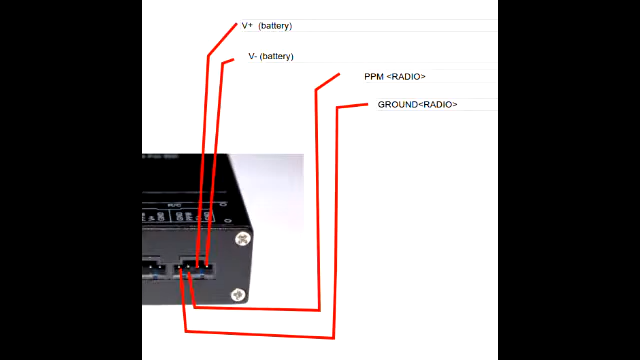 V+ (battery)
V- (battery)
PPM <RADIO>
GROUND<RADIO>
R/C